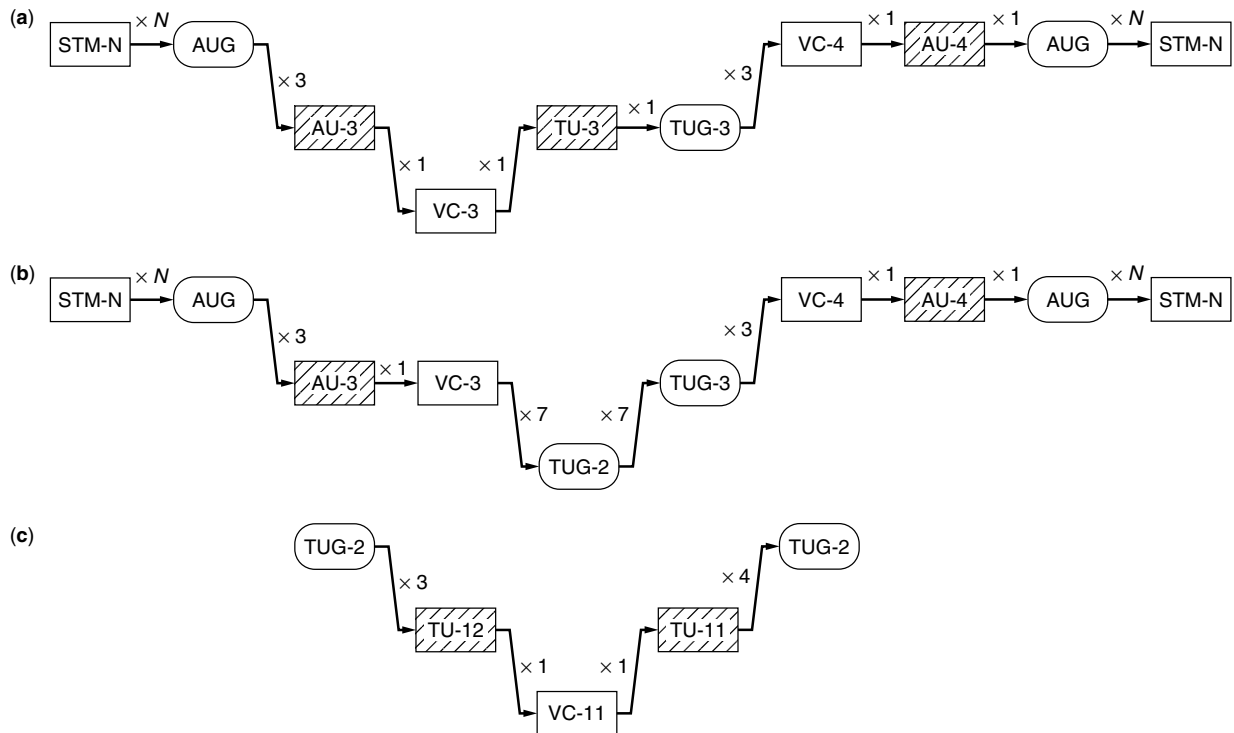 (a)
STM-N × N AUG × 3 AU-3 × 1 VC-3 × 1 TU-3 × 1 TUG-3 × 3 VC-4 × 1 AU-4 × 1 AUG × N STM-N
(b)
STM-N × N AUG × 3 AU-3 × 1 VC-3 × 7 TUG-2 × 7 TUG-3 × 3 VC-4 × 1 AU-4 × 1 AUG × N STM-N
(c)
TUG-2 × 3 TU-12 × 1 VC-11 × 1 TU-11 × 4 TUG-2